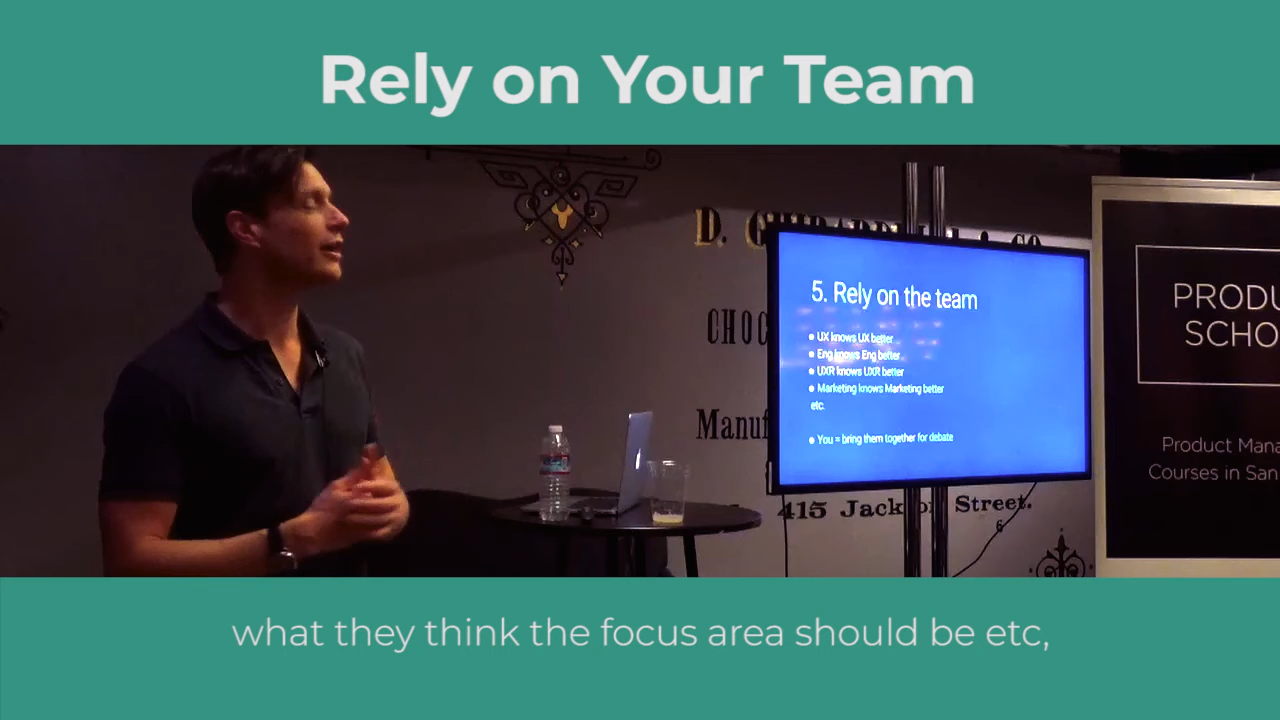 Rely on Your Team
D.
CHOC
Manuf
415 Jack
Street.
6
5. Rely on the team
UX knows UX better
Eng knows Eng better
UXR knows UXR better
Marketing knows Marketing better
etc.
You = bring them together for debate
PRODU
SCHO
Product Mana
Courses in San
what they think the focus area should be etc,